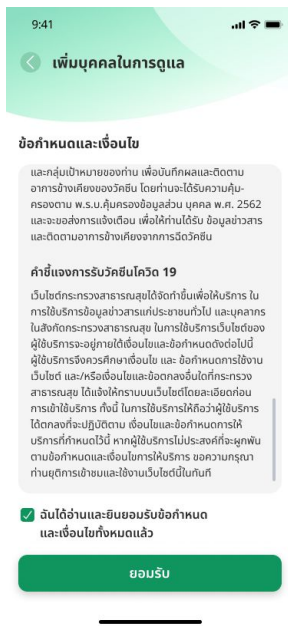 9:41
เพิ่มบุคคลในการดูแล
ข้อกำหนดและเงื่อนไข
และกลุ่มเป้าหมายของท่าน เพื่อบันทึกผลและติดตาม
อาการข้างเคียงของวัคซีน โดยท่านจะได้รับความคุ้ม-
ครองตาม พ.ร.บ.คุ้มครองข้อมูลส่วน บุคคล พ.ศ. 2562
และจะขอส่งการแจ้งเตือน เพื่อให้ท่านได้รับ ข้อมูลข่าวสาร
และติดตามอาการข้างเคียงจากการฉีดวัคซีน
คำชี้แจงการรับวัคซีนโควิด 19
เว็บไซต์กระทรวงสาธารณสุขได้จัดทำขึ้นเพื่อให้บริการ ใน
การใช้บริการข้อมูลข่าวสารแก่ประชาชนทั่วไป และบุคลากร
ในสังกัดกระทรวงสาธารณสุข ในการใช้บริการเว็บไซต์ของ
ผู้ใช้บริการจะอยู่ภายใต้เงื่อนไขและข้อกำหนดดังต่อไปนี้
ผู้ใช้บริการจึงควรศึกษาเงื่อนไข และ ข้อกำหนดการใช้งาน
เว็บไซต์ และ/หรือเงื่อนไขและข้อตกลงอื่นใดที่กระทรวง
สาธารณสุข ได้แจ้งให้ทราบบนเว็บไซต์โดยละเอียดก่อน
การเข้าใช้บริการ ทั้งนี้ ในการใช้บริการให้ถือว่าผู้ใช้บริการ
ได้ตกลงที่จะปฏิบัติตาม เงื่อนไขและข้อกำหนดการให้
บริการที่กำหนดไว้นี้ หากผู้ใช้บริการไม่ประสงค์ที่จะผูกพัน
ตามข้อกำหนดและเงื่อนไขการให้บริการ ขอความกรุณา
ท่านยุติการเข้าชมและใช้งานเว็บไซต์นี้ในทันที
ฉันได้อ่านและยินยอมรับข้อกำหนด
และเงื่อนไขทั้งหมดแล้ว
ยอมรับ